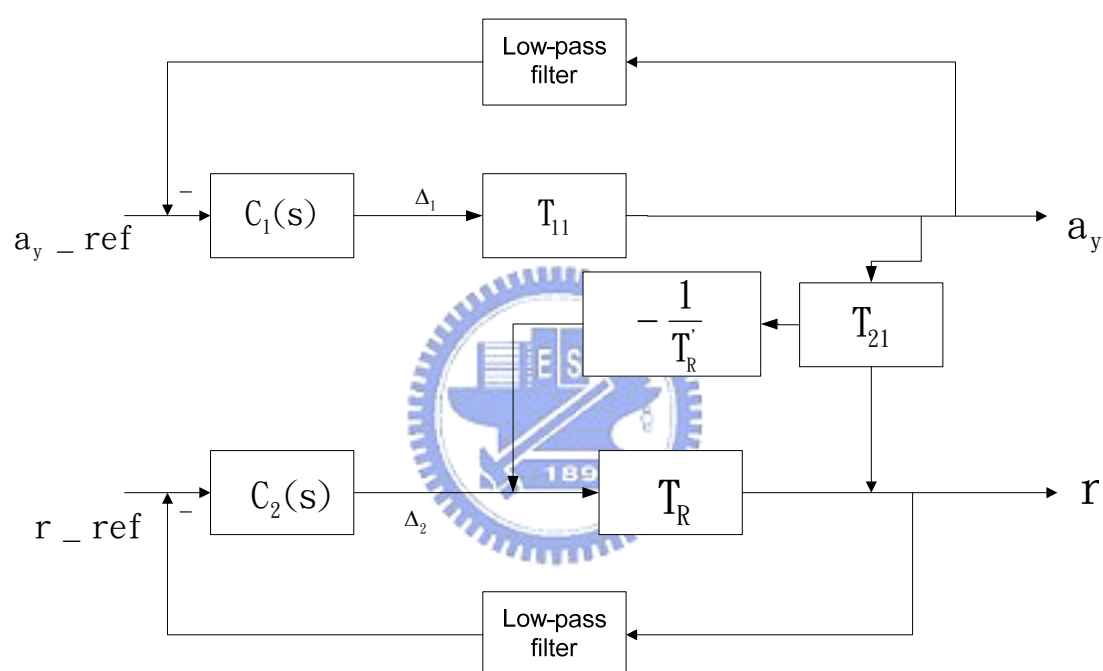 Low-pass
filter
−
C₁(s)
Δ₁
T₁₁
a_y _ ref
a_y
− 1/T'_R
T₂₁
E S
189
C₂(s)
−
Δ₂
T_R
r _ ref
r
Low-pass
filter